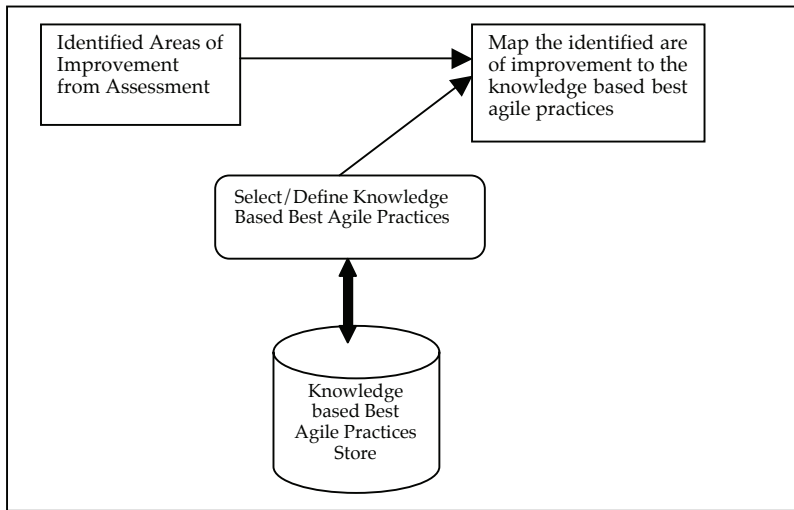 Identified Areas of
Improvement
from Assessment
Map the identified are
of improvement to the
knowledge based best
agile practices
Select/Define Knowledge
Based Best Agile Practices
Knowledge
based Best
Agile Practices
Store